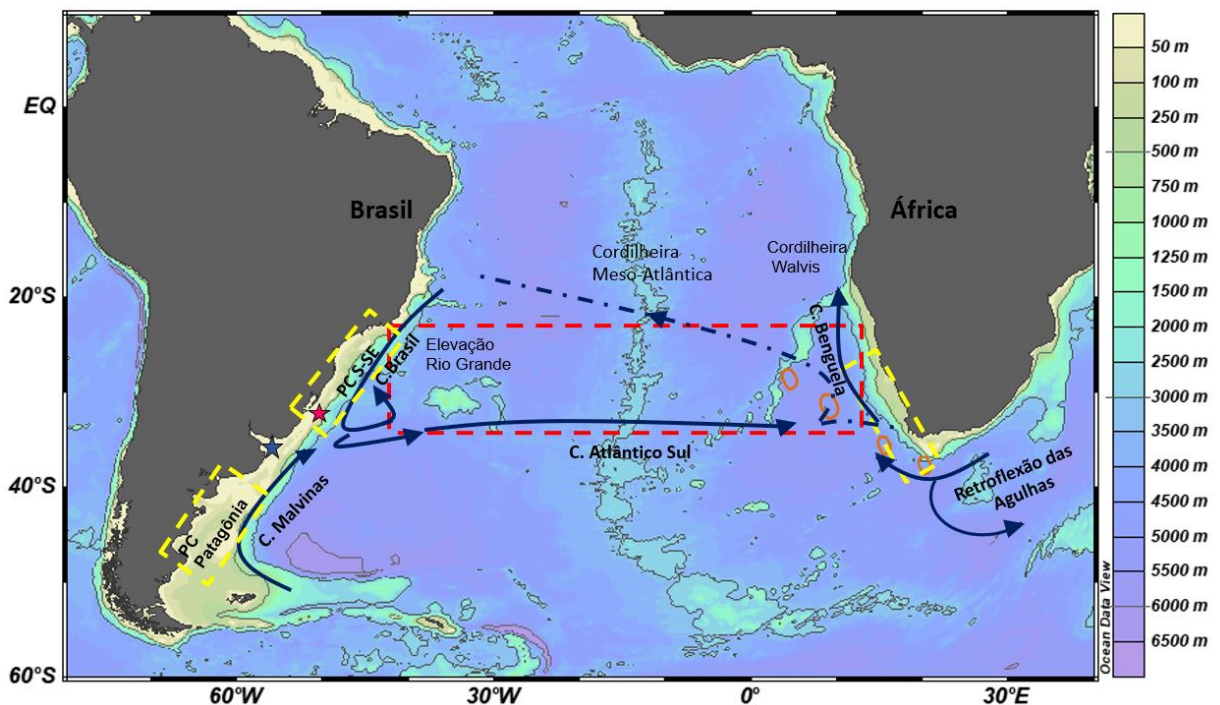 EQ
20°S
40°S
60°S
60°W
30°W
0°
30°E
Brasil
África
Cordilheira
Meso-Atlântica
Cordilheira
Walvis
Elevação
Rio Grande
PC S-SE
C.Brasil
C. Benguela
C. Atlântico Sul
C. Malvinas
PC
Patagônia
Retroflexão das
Agulhas
50 m
100 m
250 m
500 m
750 m
1000 m
1250 m
1500 m
2000 m
2500 m
3000 m
3500 m
4000 m
4500 m
5000 m
5500 m
6000 m
6500 m
Ocean Data View